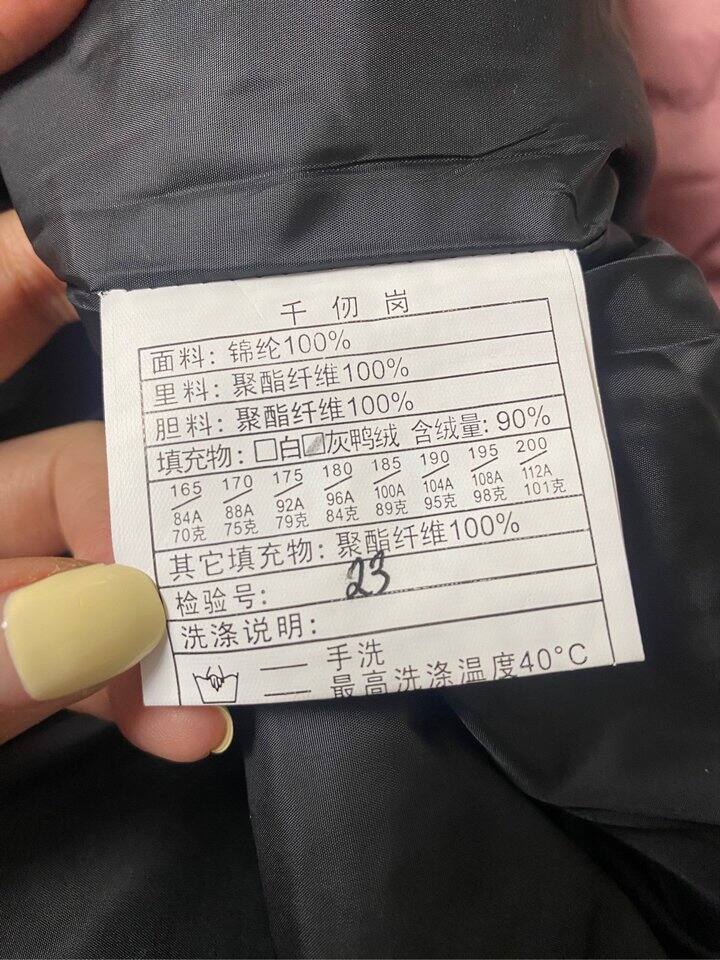 千仞岗
面料：锦纶100%
里料：聚酯纤维100%
胆料：聚酯纤维100%
填充物：□白☑灰鸭绒 含绒量：90%
165 170 175 180 185 190 195 200
84A 88A 92A 96A 100A 104A 108A 112A
70克 75克 79克 84克 89克 95克 98克 101克
其它填充物：聚酯纤维100%
检验号： 23
洗涤说明：
—— 手洗
—— 最高洗涤温度40°C